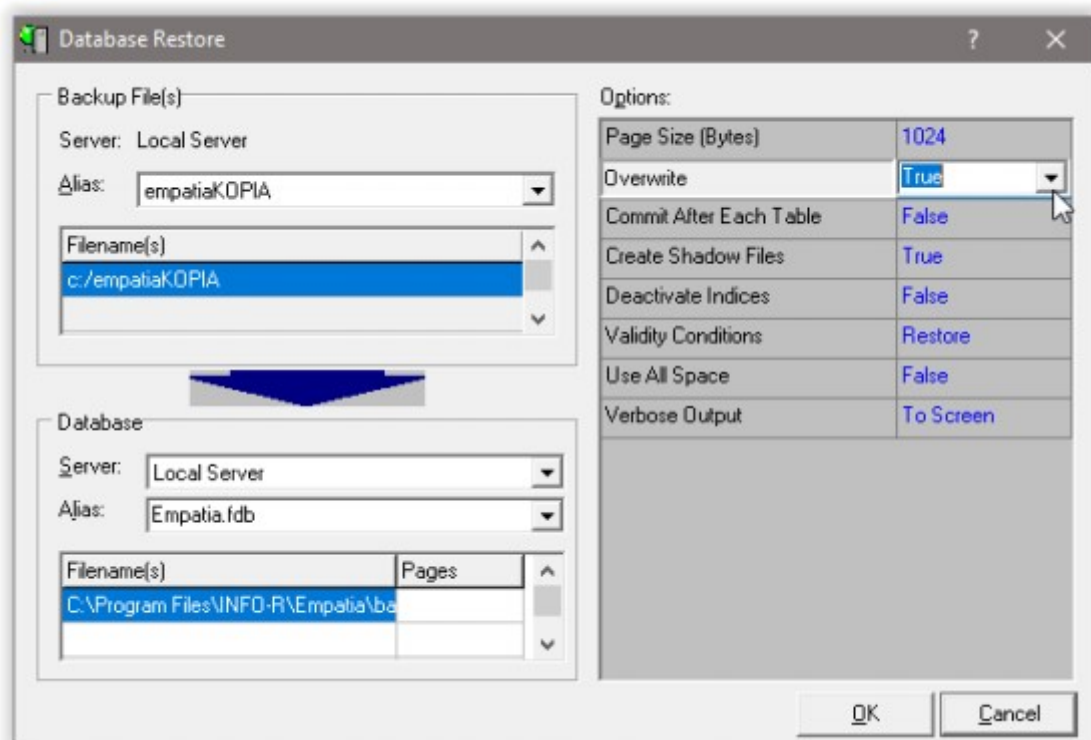 Database Restore
?
Backup File(s)
Server: Local Server
Alias: empatiaKOPIA
Filename(s)
c:/empatiaKOPIA
Database
Server: Local Server
Alias: Empatia.fdb
Filename(s) Pages
C:\Program Files\INFO-R\Empatia\ba
Options:
Page Size (Bytes) 1024
Overwrite True
Commit After Each Table False
Create Shadow Files True
Deactivate Indices False
Validity Conditions Restore
Use All Space False
Verbose Output To Screen
OK Cancel